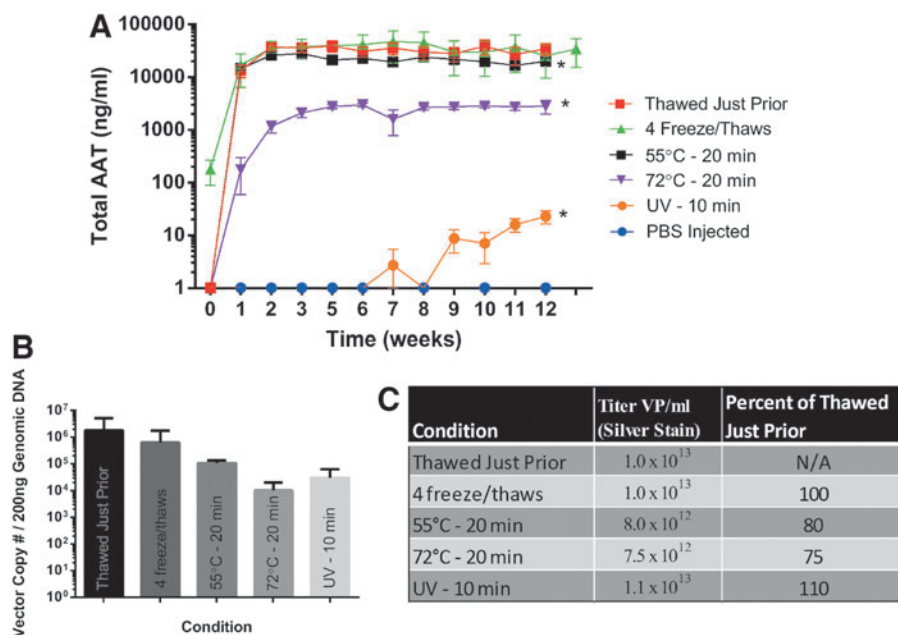 A
Total AAT (ng/ml)
100000
10000
1000
100
10
1
0 1 2 3 5 6 7 8 9 10 11 12
Time (weeks)
*
*
*
Thawed Just Prior
4 Freeze/Thaws
55°C - 20 min
72°C - 20 min
UV - 10 min
PBS Injected
B
Vector Copy # / 200ng Genomic DNA
10⁷
10⁶
10⁵
10⁴
10³
10²
10¹
10⁰
Thawed Just Prior
4 freeze/thaws
55°C - 20 min
72°C - 20 min
UV - 10 min
Condition
C
Condition Titer VP/ml (Silver Stain) Percent of Thawed Just Prior
Thawed Just Prior 1.0 x 10¹³ N/A
4 freeze/thaws 1.0 x 10¹³ 100
55°C - 20 min 8.0 x 10¹² 80
72°C - 20 min 7.5 x 10¹² 75
UV - 10 min 1.1 x 10¹³ 110